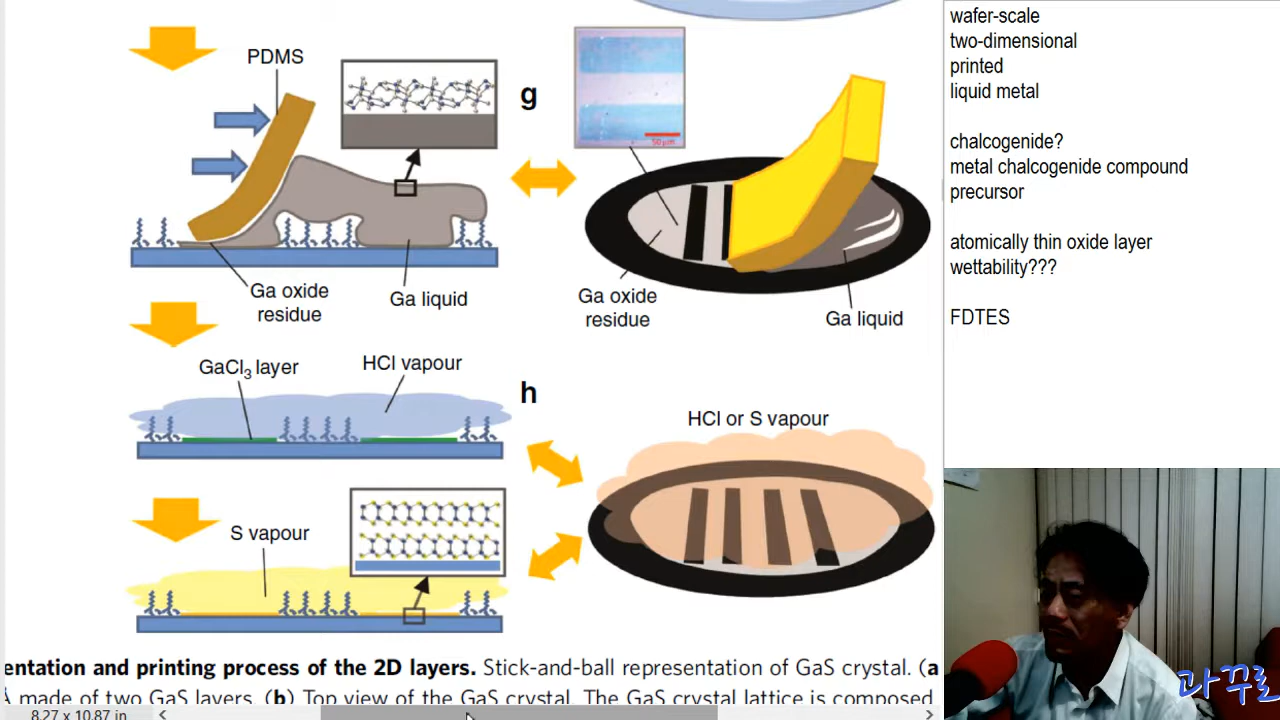 PDMS
g
50 µm
Ga oxide
residue
Ga liquid
Ga oxide
residue
Ga liquid
GaCl3 layer
HCl vapour
h
HCl or S vapour
S vapour
entation and printing process of the 2D layers. Stick-and-ball representation of GaS crystal. (a
Å made of two GaS layers. (b) Top view of the GaS crystal. The GaS crystal lattice is composed
8.27 x 10.87 in
wafer-scale
two-dimensional
printed
liquid metal
chalcogenide?
metal chalcogenide compound
precursor
atomically thin oxide layer
wettability???
FDTES
과꾸로